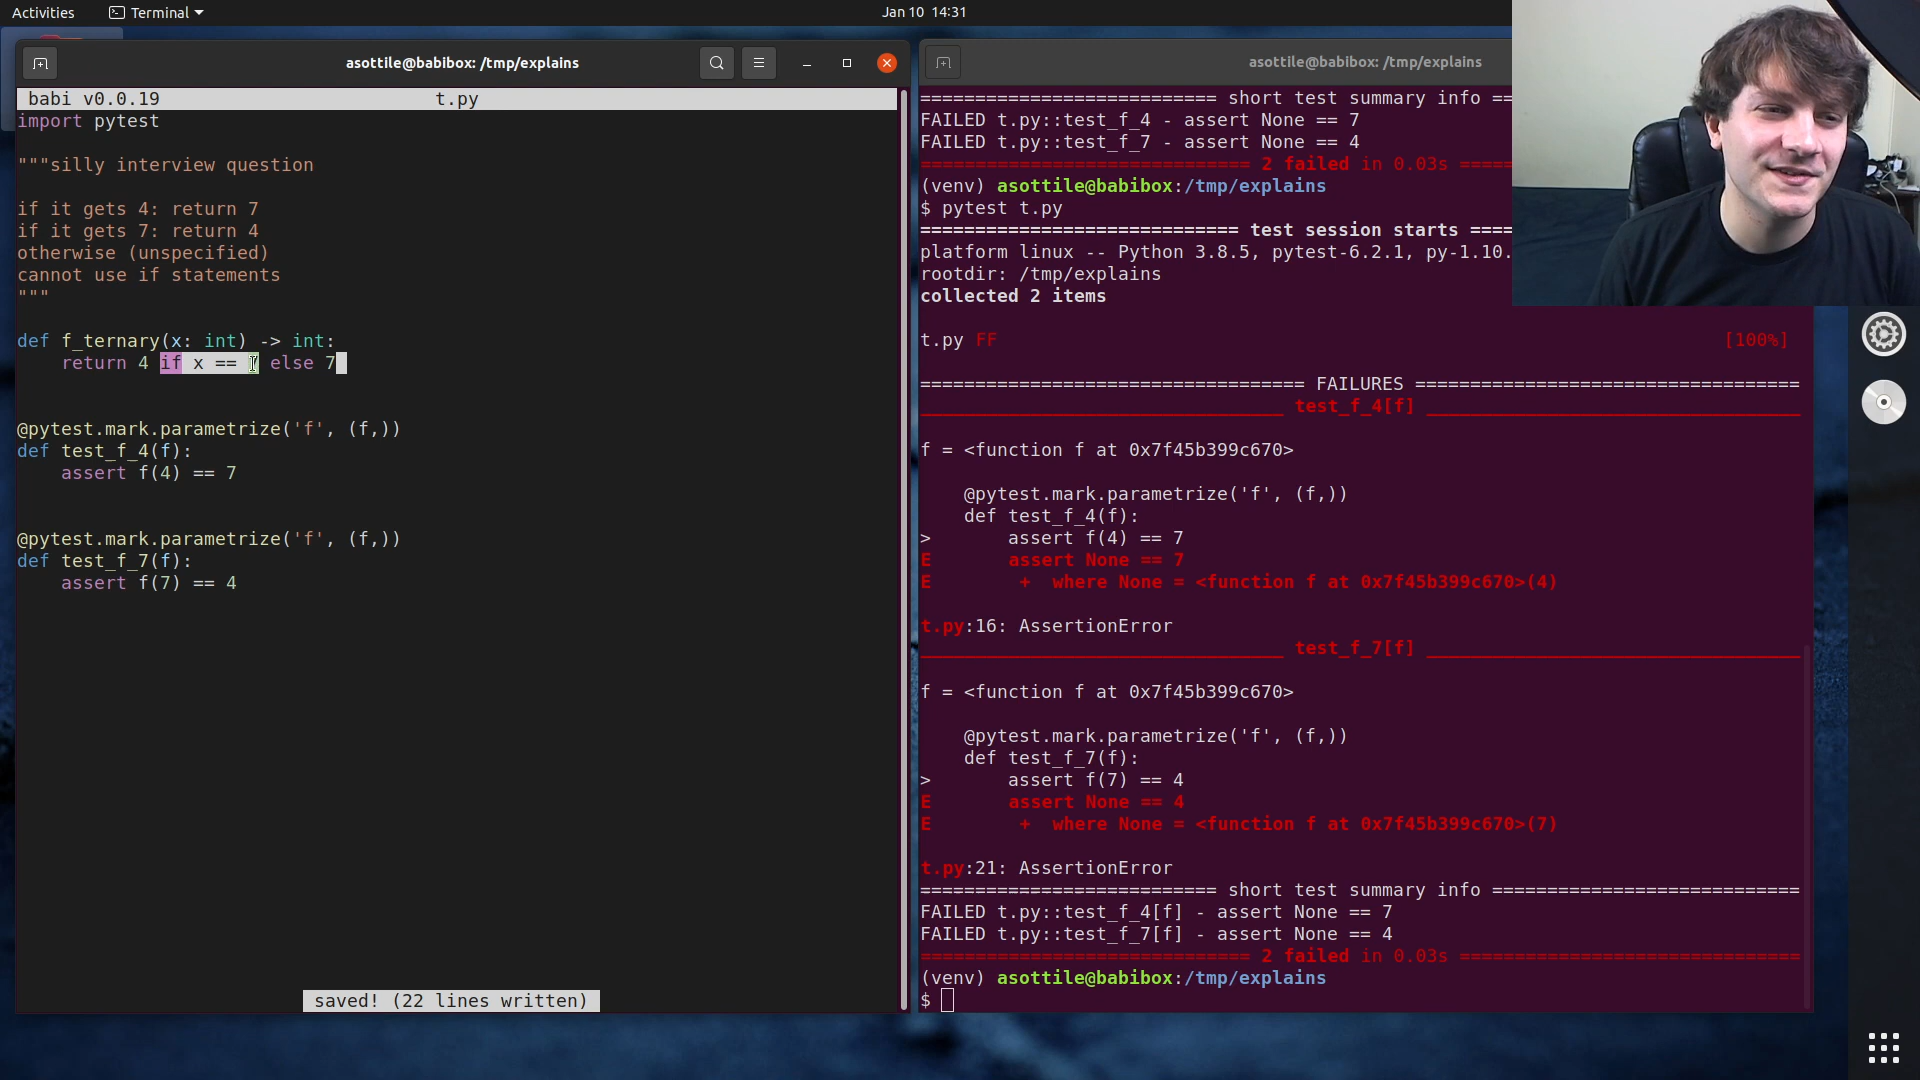 Activities
Terminal
Jan 10 14:31
asottile@babibox: /tmp/explains
babi v0.0.19 t.py
import pytest
"""silly interview question
if it gets 4: return 7
if it gets 7: return 4
otherwise (unspecified)
cannot use if statements
"""
def f_ternary(x: int) -> int:
return 4 if x == 7 else 7
@pytest.mark.parametrize('f', (f,))
def test_f_4(f):
assert f(4) == 7
@pytest.mark.parametrize('f', (f,))
def test_f_7(f):
assert f(7) == 4
saved! (22 lines written)
asottile@babibox: /tmp/explains
=========================== short test summary info ==
FAILED t.py::test_f_4 - assert None == 7
FAILED t.py::test_f_7 - assert None == 4
============================== 2 failed in 0.03s =====
(venv) asottile@babibox:/tmp/explains
$ pytest t.py
============================= test session starts ====
platform linux -- Python 3.8.5, pytest-6.2.1, py-1.10.
rootdir: /tmp/explains
collected 2 items
t.py FF [100%]
=================================== FAILURES ===================================
_________________________________ test_f_4[f] __________________________________
f = <function f at 0x7f45b399c670>
@pytest.mark.parametrize('f', (f,))
def test_f_4(f):
> assert f(4) == 7
E assert None == 7
E + where None = <function f at 0x7f45b399c670>(4)
t.py:16: AssertionError
_________________________________ test_f_7[f] __________________________________
f = <function f at 0x7f45b399c670>
@pytest.mark.parametrize('f', (f,))
def test_f_7(f):
> assert f(7) == 4
E assert None == 4
E + where None = <function f at 0x7f45b399c670>(7)
t.py:21: AssertionError
=========================== short test summary info ============================
FAILED t.py::test_f_4[f] - assert None == 7
FAILED t.py::test_f_7[f] - assert None == 4
============================== 2 failed in 0.03s ===============================
(venv) asottile@babibox:/tmp/explains
$